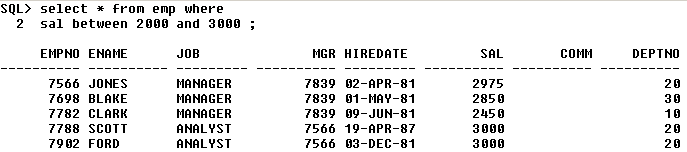 SQL> select * from emp where
2 sal between 2000 and 3000 ;
EMPNO ENAME JOB MGR HIREDATE SAL COMM DEPTNO
---------- ---------- --------- ---------- --------- ---------- ---------- ----------
7566 JONES MANAGER 7839 02-APR-81 2975 20
7698 BLAKE MANAGER 7839 01-MAY-81 2850 30
7782 CLARK MANAGER 7839 09-JUN-81 2450 10
7788 SCOTT ANALYST 7566 19-APR-87 3000 20
7902 FORD ANALYST 7566 03-DEC-81 3000 20